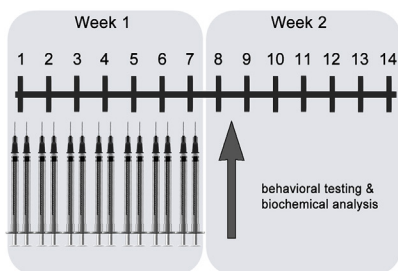 Week 1
Week 2
1 2 3 4 5 6 7 8 9 10 11 12 13 14
behavioral testing &
biochemical analysis